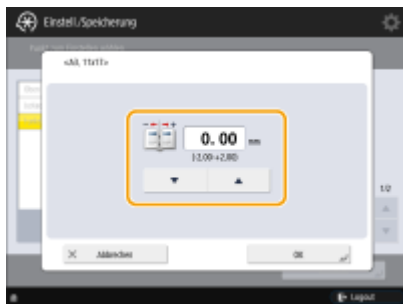 Einstell./Speicherung
<A3, 11x17>
- +
0. 00 mm
(-2.00~+2.00)
▼ ▲
1/2
× Abbrechen
OK
Logout